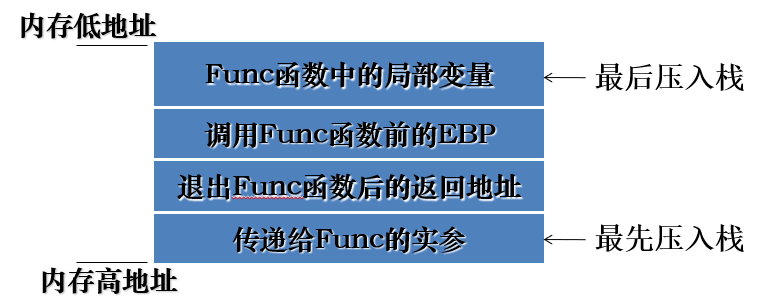 内存低地址
Func函数中的局部变量
最后压入栈
调用Func函数前的EBP
退出Func函数后的返回地址
传递给Func的实参
最先压入栈
内存高地址